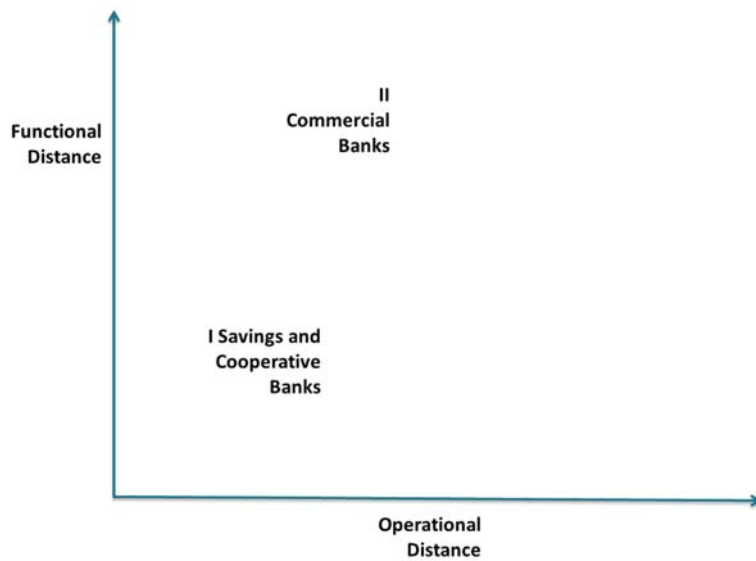 II
Commercial
Banks
Functional
Distance
I Savings and
Cooperative
Banks
Operational
Distance